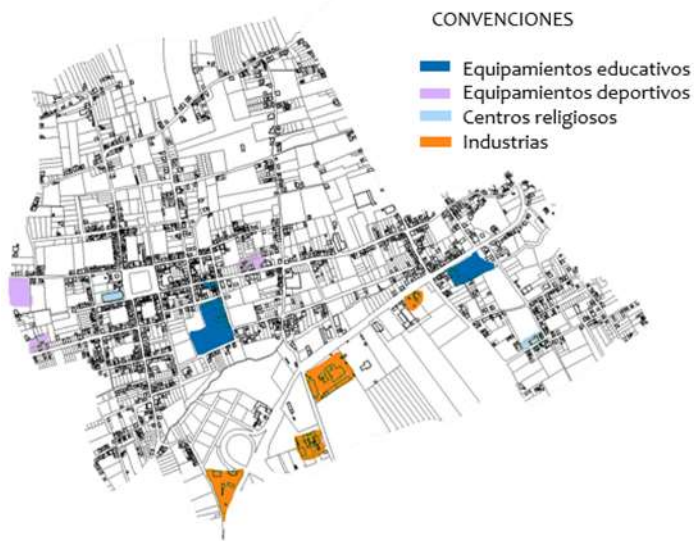 CONVENCIONES
Equipamientos educativos
Equipamientos deportivos
Centros religiosos
Industrias